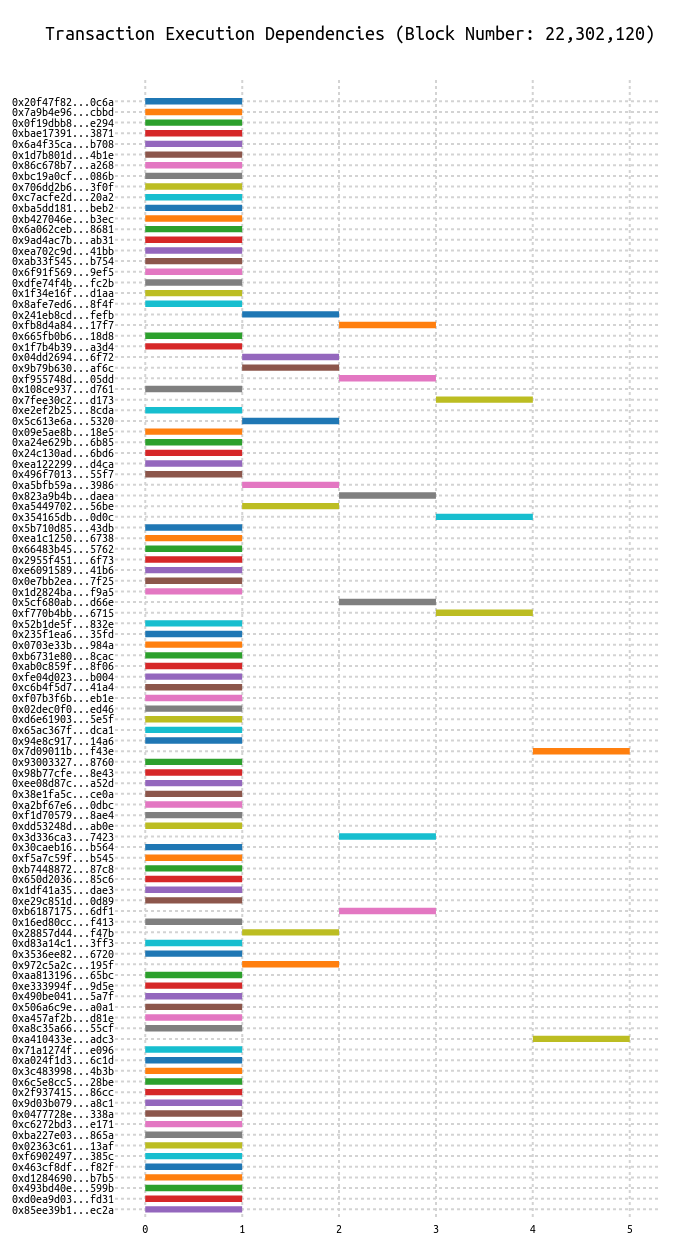 Transaction Execution Dependencies (Block Number: 22,302,120)
0x20f47f82...0c6a
0x7a9b4e96...cbbd
0x0f19dbb8...e294
0xbae17391...3871
0x6a4f35ca...b708
0x1d7b801d...4b1e
0x86c678b7...a268
0xbc19a0cf...086b
0x706dd2b6...3f0f
0xc7acfe2d...20a2
0xba5dd181...beb2
0xb427046e...b3ec
0x6a062ceb...8681
0x9ad4ac7b...ab31
0xea702c9d...41bb
0xab33f545...b754
0x6f91f569...9ef5
0xdfe74f4b...fc2b
0x1f34e16f...d1aa
0x8afe7ed6...8f4f
0x241eb8cd...fefb
0xfb8d4a84...17f7
0x665fb0b6...18d8
0x1f7b4b39...a3d4
0x04dd2694...6f72
0x9b79b630...af6c
0xf955748d...05dd
0x108ce937...d761
0x7fee30c2...d173
0xe2ef2b25...8cda
0x5c613e6a...5320
0x09e5ae8b...18e5
0xa24e629b...6b85
0x24c130ad...6bd6
0xea122299...d4ca
0x496f7013...55f7
0xa5bfb59a...3986
0x823a9b4b...daea
0xa5449702...56be
0x354165db...0d0c
0x5b710d85...43db
0xea1c1250...6738
0x66483b45...5762
0x2955f451...6f73
0xe6091589...41b6
0x0e7bb2ea...7f25
0x1d2824ba...f9a5
0x5cf680ab...d66e
0xf770b4bb...6715
0x52b1de5f...832e
0x235f1ea6...35fd
0x0703e33b...984a
0xb6731e80...8cac
0xab0c859f...8f06
0xfe04d023...b004
0xc6b4f5d7...41a4
0xf07b3f6b...eb1e
0x02dec0f0...ed46
0xd6e61903...5e5f
0x65ac367f...dca1
0x94e8c917...14a6
0x7d09011b...f43e
0x93003327...8760
0x98b77cfe...8e43
0xee08d87c...a52d
0x38e1fa5c...ce0a
0xa2bf67e6...0dbc
0xf1d70579...8ae4
0xdd53248d...ab0e
0x3d336ca3...7423
0x30caeb16...b564
0xf5a7c59f...b545
0xb7448872...87c8
0x650d2036...85c6
0x1df41a35...dae3
0xe29c851d...0d89
0xb6187175...6df1
0x16ed80cc...f413
0x28857d44...f47b
0xd83a14c1...3ff3
0x3536ee82...6720
0x972c5a2c...195f
0xaa813196...65bc
0xe333994f...9d5e
0x490be041...5a7f
0x506a6c9e...a0a1
0xa457af2b...d81e
0xa8c35a66...55cf
0xa410433e...adc3
0x71a1274f...e096
0xa024f1d3...6c1d
0x3c483998...4b3b
0x6c5e8cc5...28be
0x2f937415...86cc
0x9d03b079...a8c1
0x0477728e...338a
0xc6272bd3...e171
0xba227e03...865a
0x02363c61...13af
0xf6902497...385c
0x463cf8df...f82f
0xd1284690...b7b5
0x493bd40e...599b
0xd0ea9d03...fd31
0x85ee39b1...ec2a
0 1 2 3 4 5